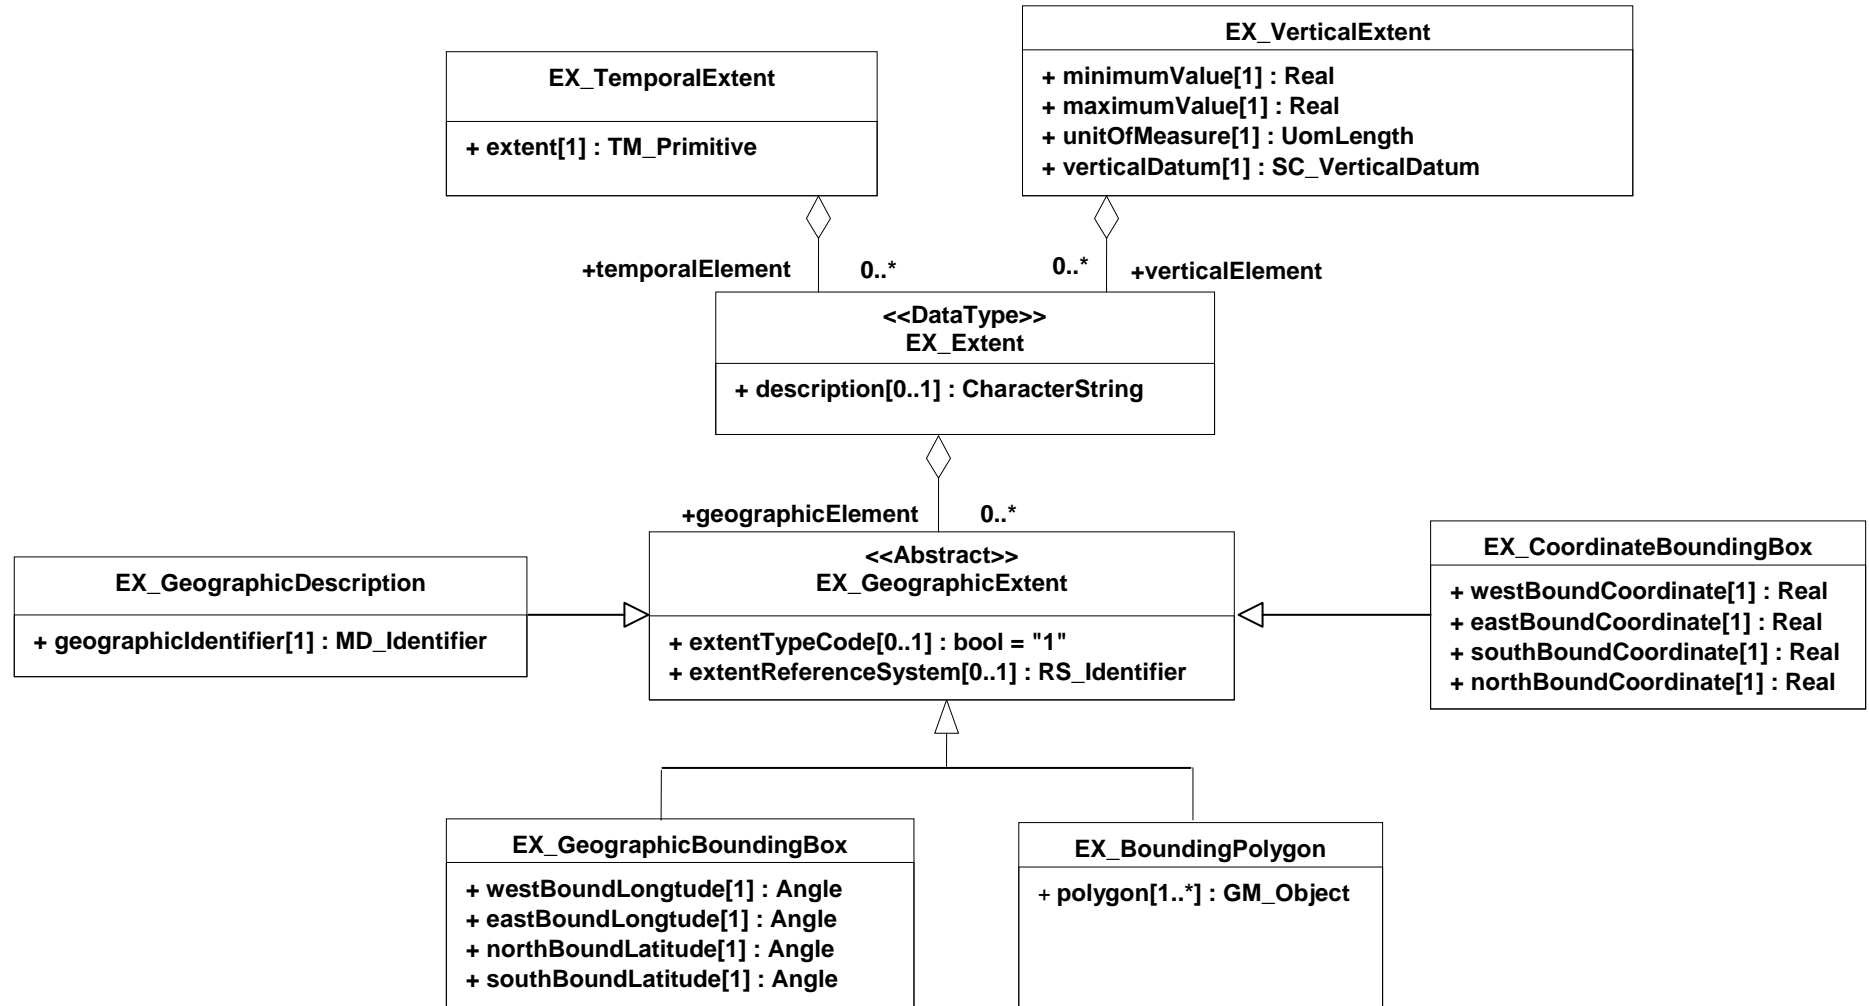 EX_VerticalExtent
+ minimumValue[1] : Real
+ maximumValue[1] : Real
+ unitOfMeasure[1] : UomLength
+ verticalDatum[1] : SC_VerticalDatum
EX_TemporalExtent
+ extent[1] : TM_Primitive
+temporalElement
0..*
0..*
+verticalElement
<<DataType>>
EX_Extent
+ description[0..1] : CharacterString
+geographicElement
0..*
EX_GeographicDescription
+ geographicIdentifier[1] : MD_Identifier
<<Abstract>>
EX_GeographicExtent
+ extentTypeCode[0..1] : bool = "1"
+ extentReferenceSystem[0..1] : RS_Identifier
EX_CoordinateBoundingBox
+ westBoundCoordinate[1] : Real
+ eastBoundCoordinate[1] : Real
+ southBoundCoordinate[1] : Real
+ northBoundCoordinate[1] : Real
EX_GeographicBoundingBox
+ westBoundLongtude[1] : Angle
+ eastBoundLongtude[1] : Angle
+ northBoundLatitude[1] : Angle
+ southBoundLatitude[1] : Angle
EX_BoundingPolygon
+ polygon[1..*] : GM_Object